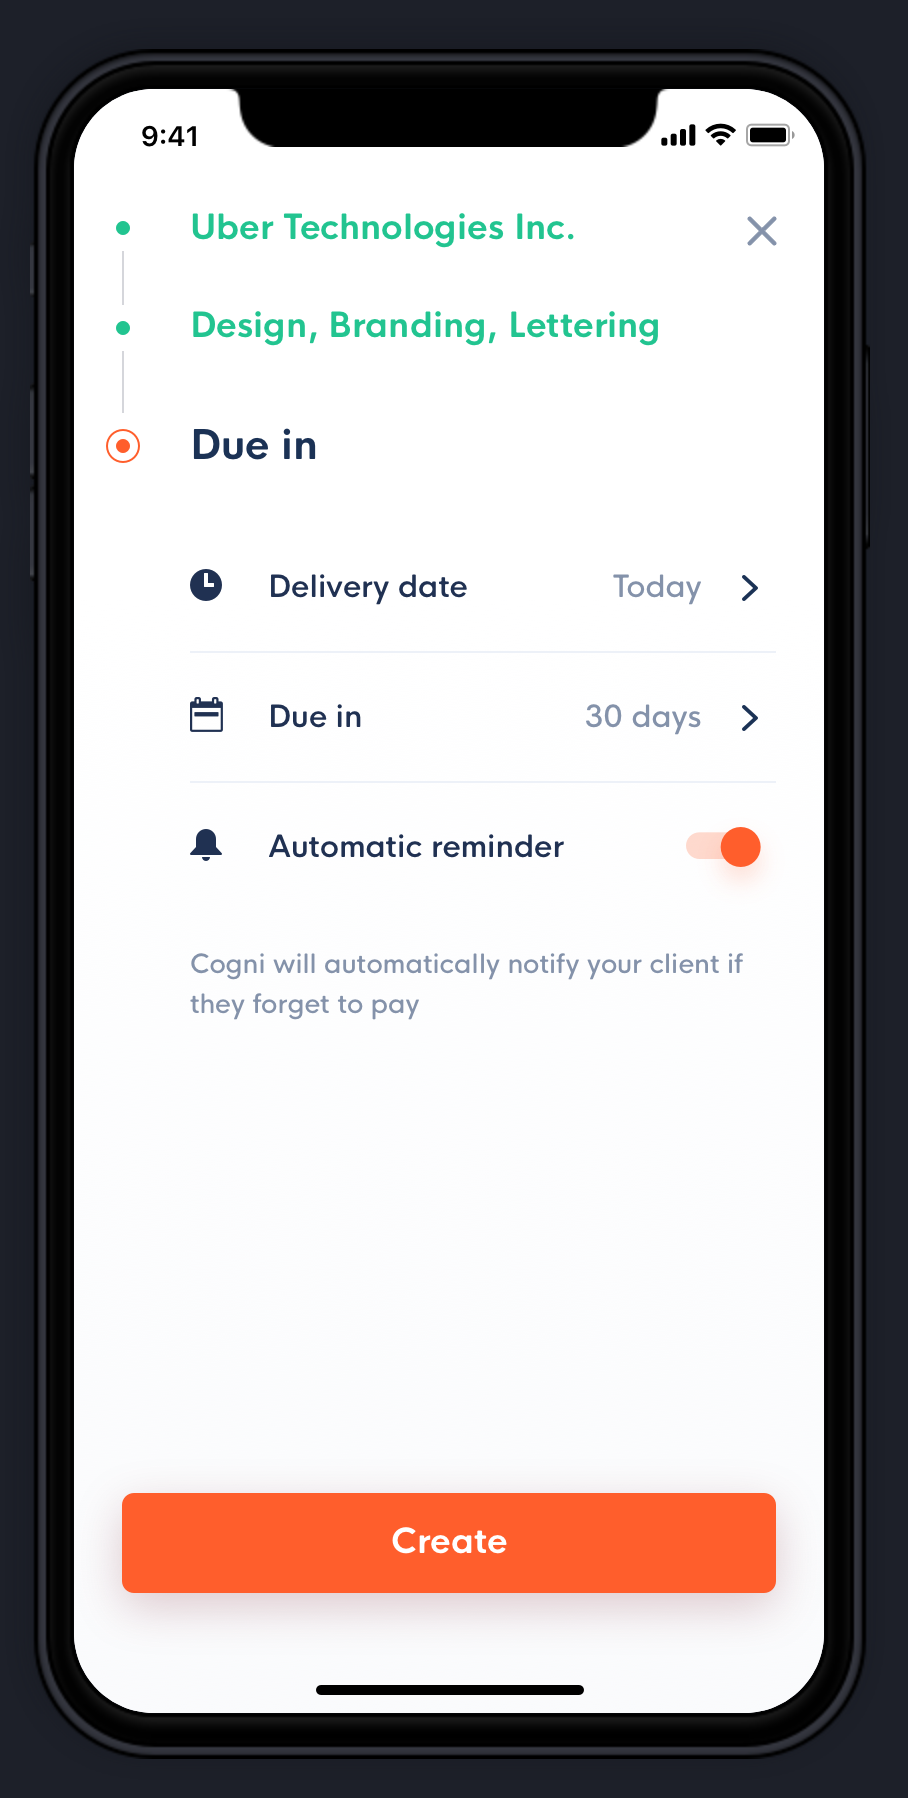 9:41
Uber Technologies Inc.
Design, Branding, Lettering
Due in
Delivery date Today
Due in 30 days
Automatic reminder
Cogni will automatically notify your client if
they forget to pay
Create